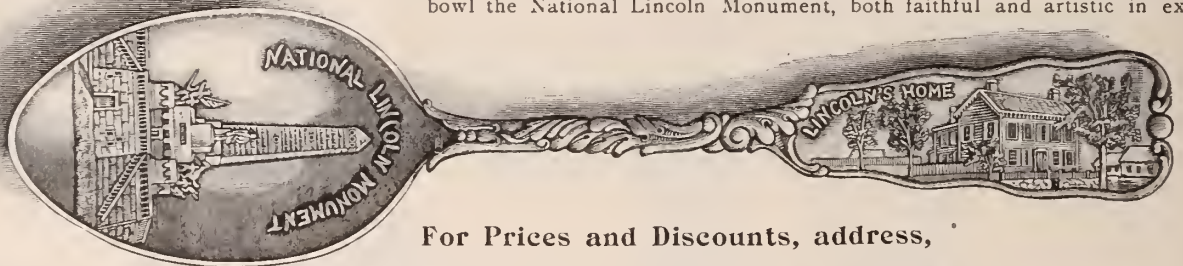 bowl the National Lincoln Monument, both faithful and artistic in ex
NATIONAL LINCOLN MONUMENT
LINCOLN'S HOME
For Prices and Discounts, address,